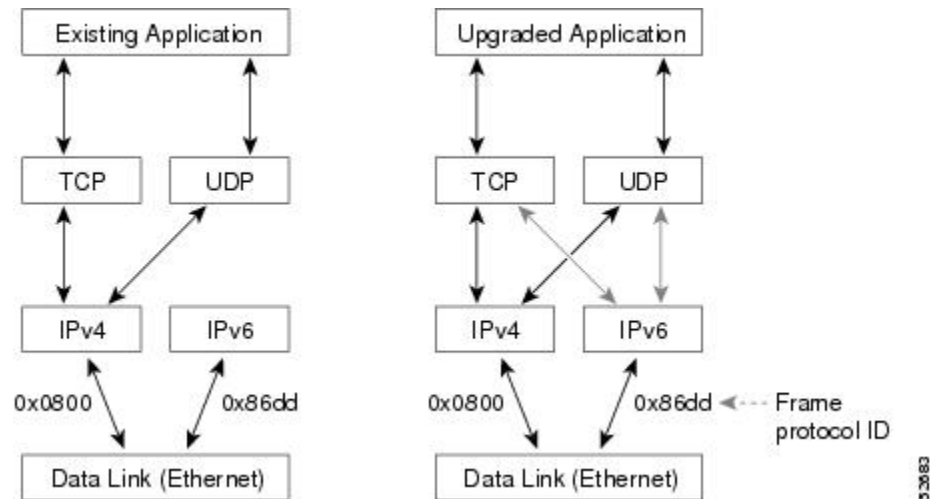 Existing Application
TCP
UDP
IPv4
IPv6
0x0800
0x86dd
Data Link (Ethernet)
Upgraded Application
TCP
UDP
IPv4
IPv6
0x0800
0x86dd
Frame
protocol ID
Data Link (Ethernet)
52683